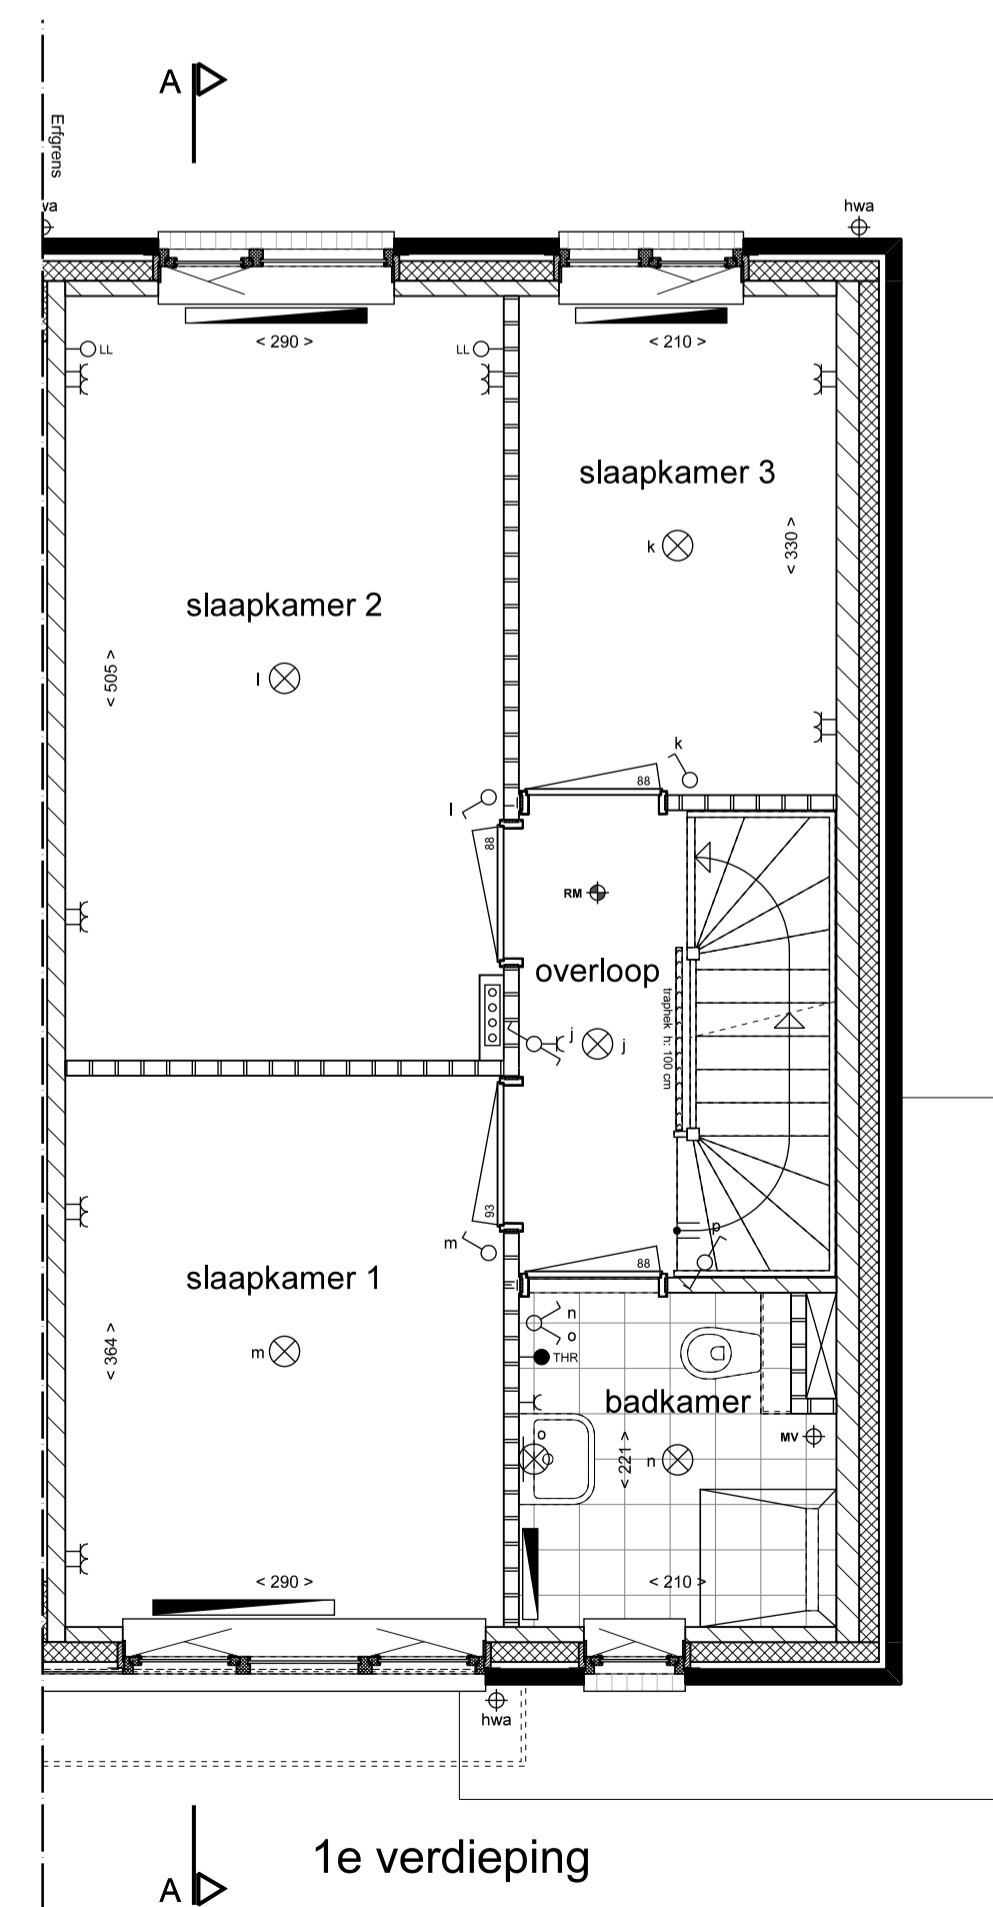 A
Erfgrens
wa
hwa
< 290 >
< 210 >
LL
LL
slaapkamer 3
k
< 330 >
slaapkamer 2
l
< 505 >
k
88
l
88
RM
overloop
traphek h: 100 cm
j
j
93
m
p
88
slaapkamer 1
m
< 364 >
n
o
THR
badkamer
o
< 221 >
n
MV
< 290 >
< 210 >
hwa
1e verdieping
A